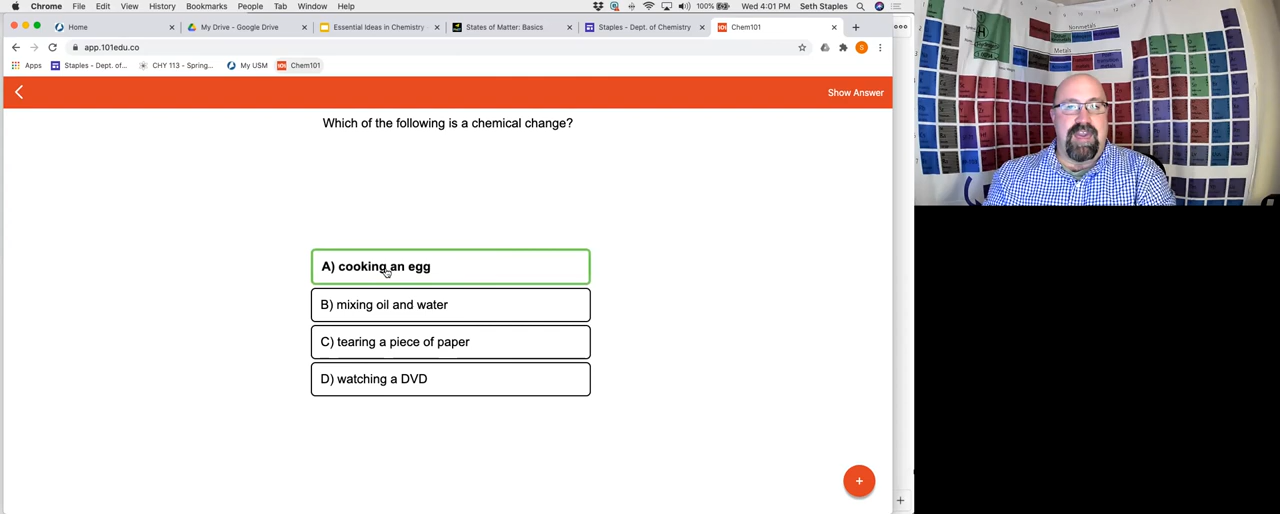 Chrome File Edit View History Bookmarks People Tab Window Help 100% Wed 4:01 PM Seth Staples
Home My Drive - Google Drive Essential Ideas in Chemistry States of Matter: Basics Staples - Dept. of Chemistry Chem101
app.101edu.co
Apps Staples - Dept. of... CHY 113 - Spring... My USM Chem101
Show Answer
Which of the following is a chemical change?
A) cooking an egg
B) mixing oil and water
C) tearing a piece of paper
D) watching a DVD
Nonmetals
Metals
H